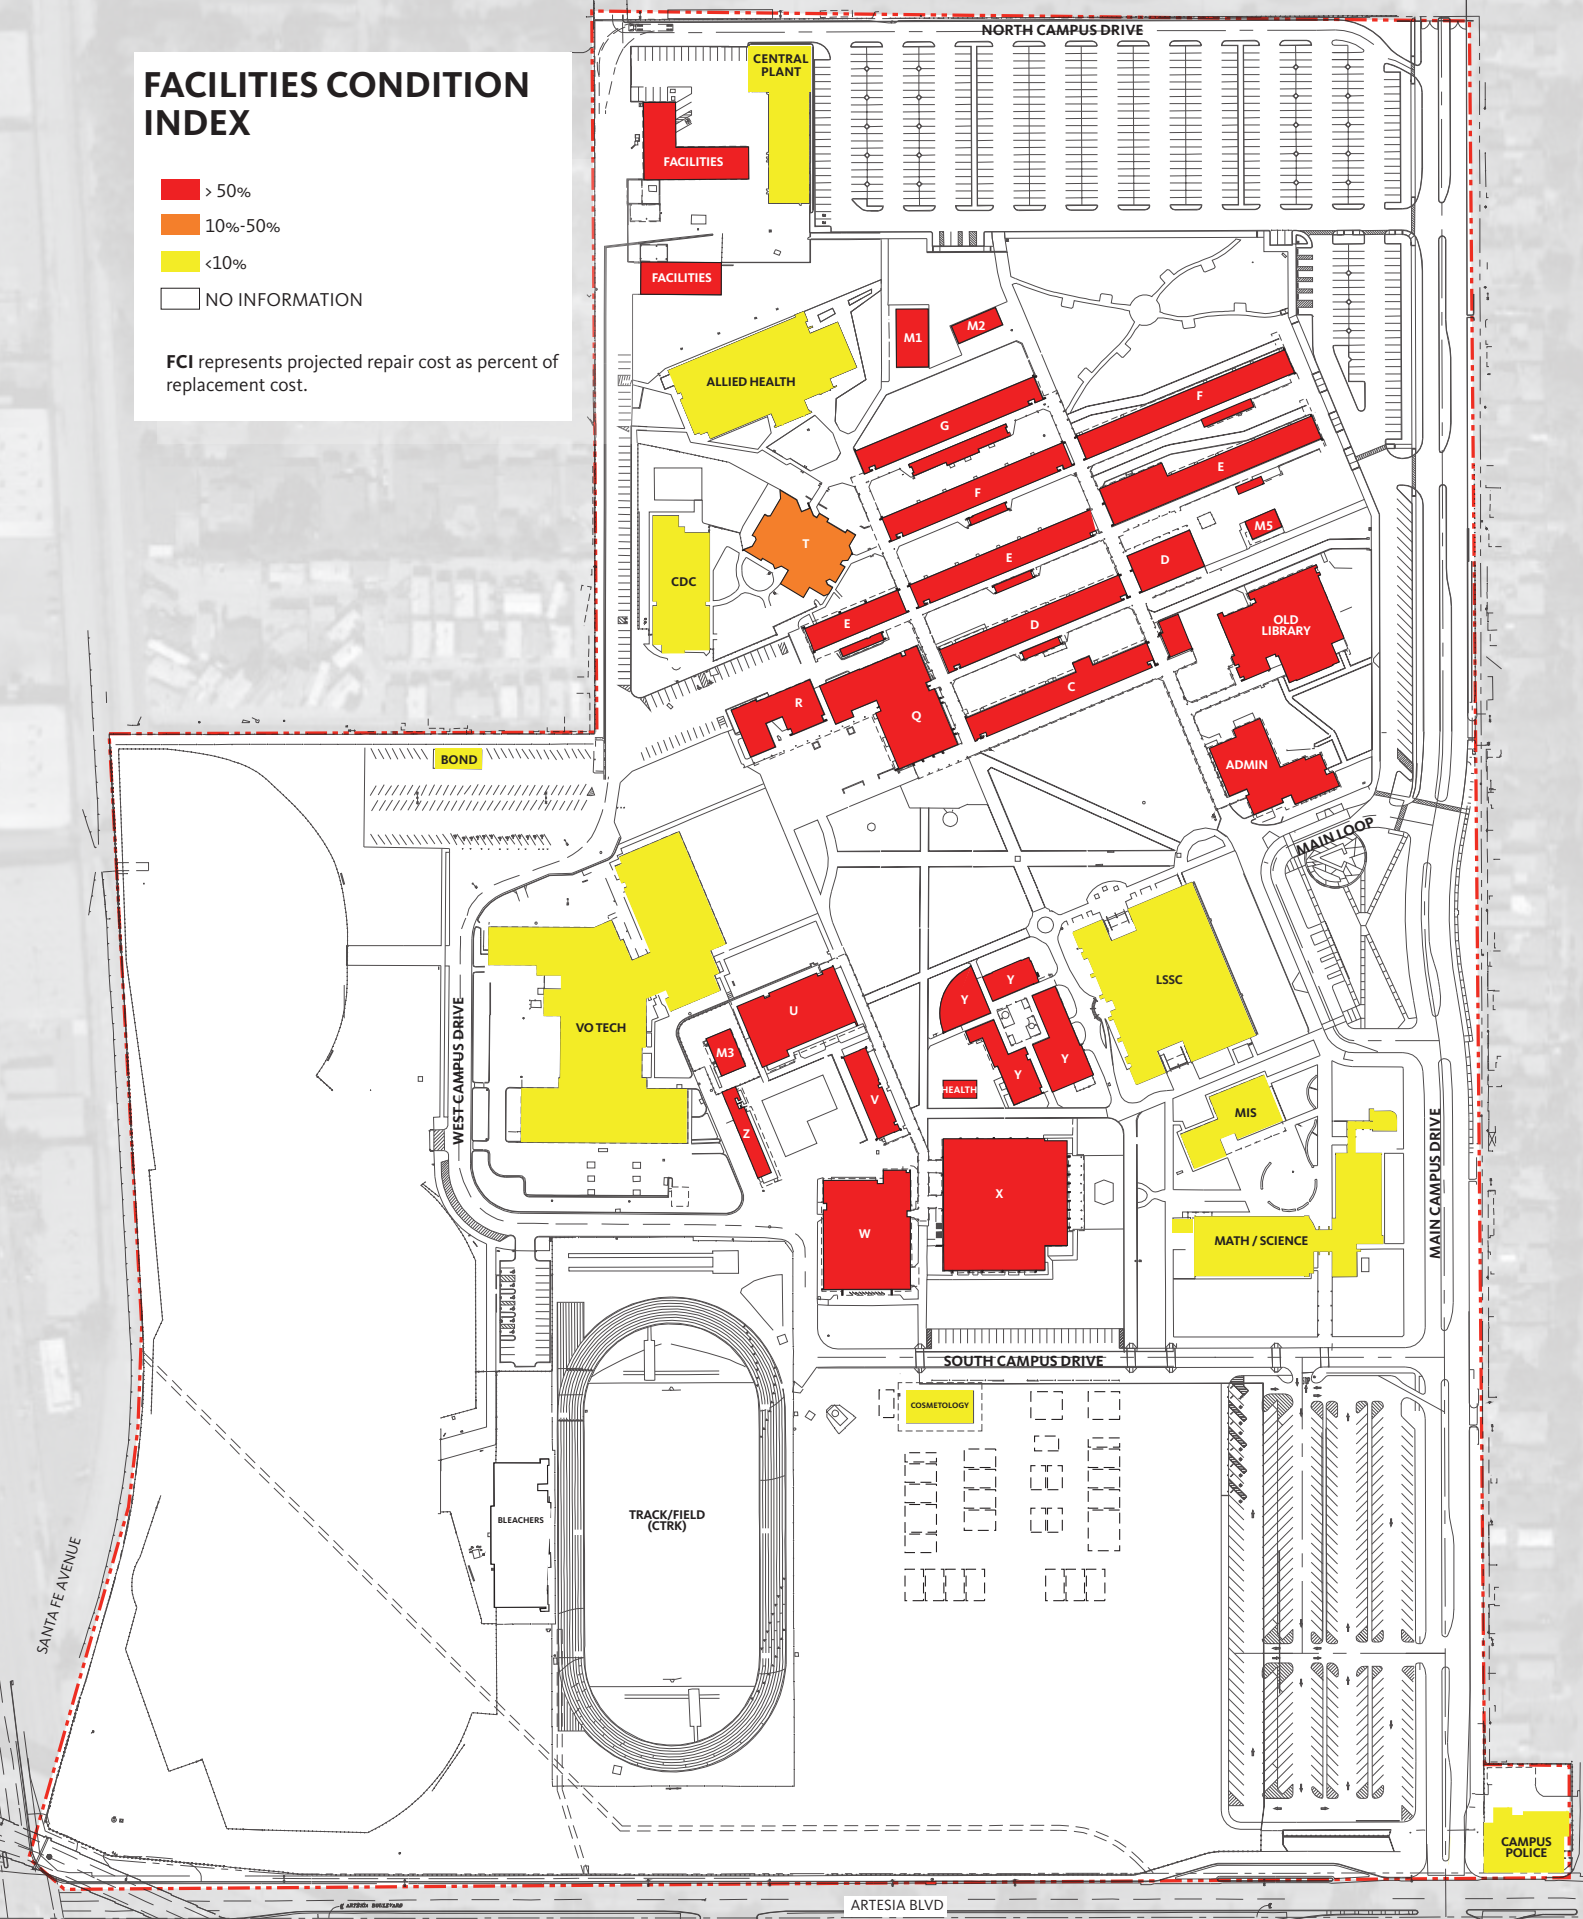 FACILITIES CONDITION
INDEX
> 50%
10%-50%
<10%
NO INFORMATION
FCI represents projected repair cost as percent of
replacement cost.
NORTH CAMPUS DRIVE
CENTRAL
PLANT
FACILITIES
FACILITIES
M1
M2
ALLIED HEALTH
G
F
F
E
T
M5
E
D
CDC
E
D
OLD
LIBRARY
C
R
Q
ADMIN
BOND
MAIN LOOP
LSSC
Y
Y
U
VO TECH
M3
Y
Y
HEALTH
V
Z
MIS
WEST CAMPUS DRIVE
MAIN CAMPUS DRIVE
X
W
MATH / SCIENCE
SOUTH CAMPUS DRIVE
COSMETOLOGY
BLEACHERS
TRACK/FIELD
(CTRK)
SANTA FE AVENUE
CAMPUS
POLICE
ARTESIA BLVD
ARTESIA BOULEVARD